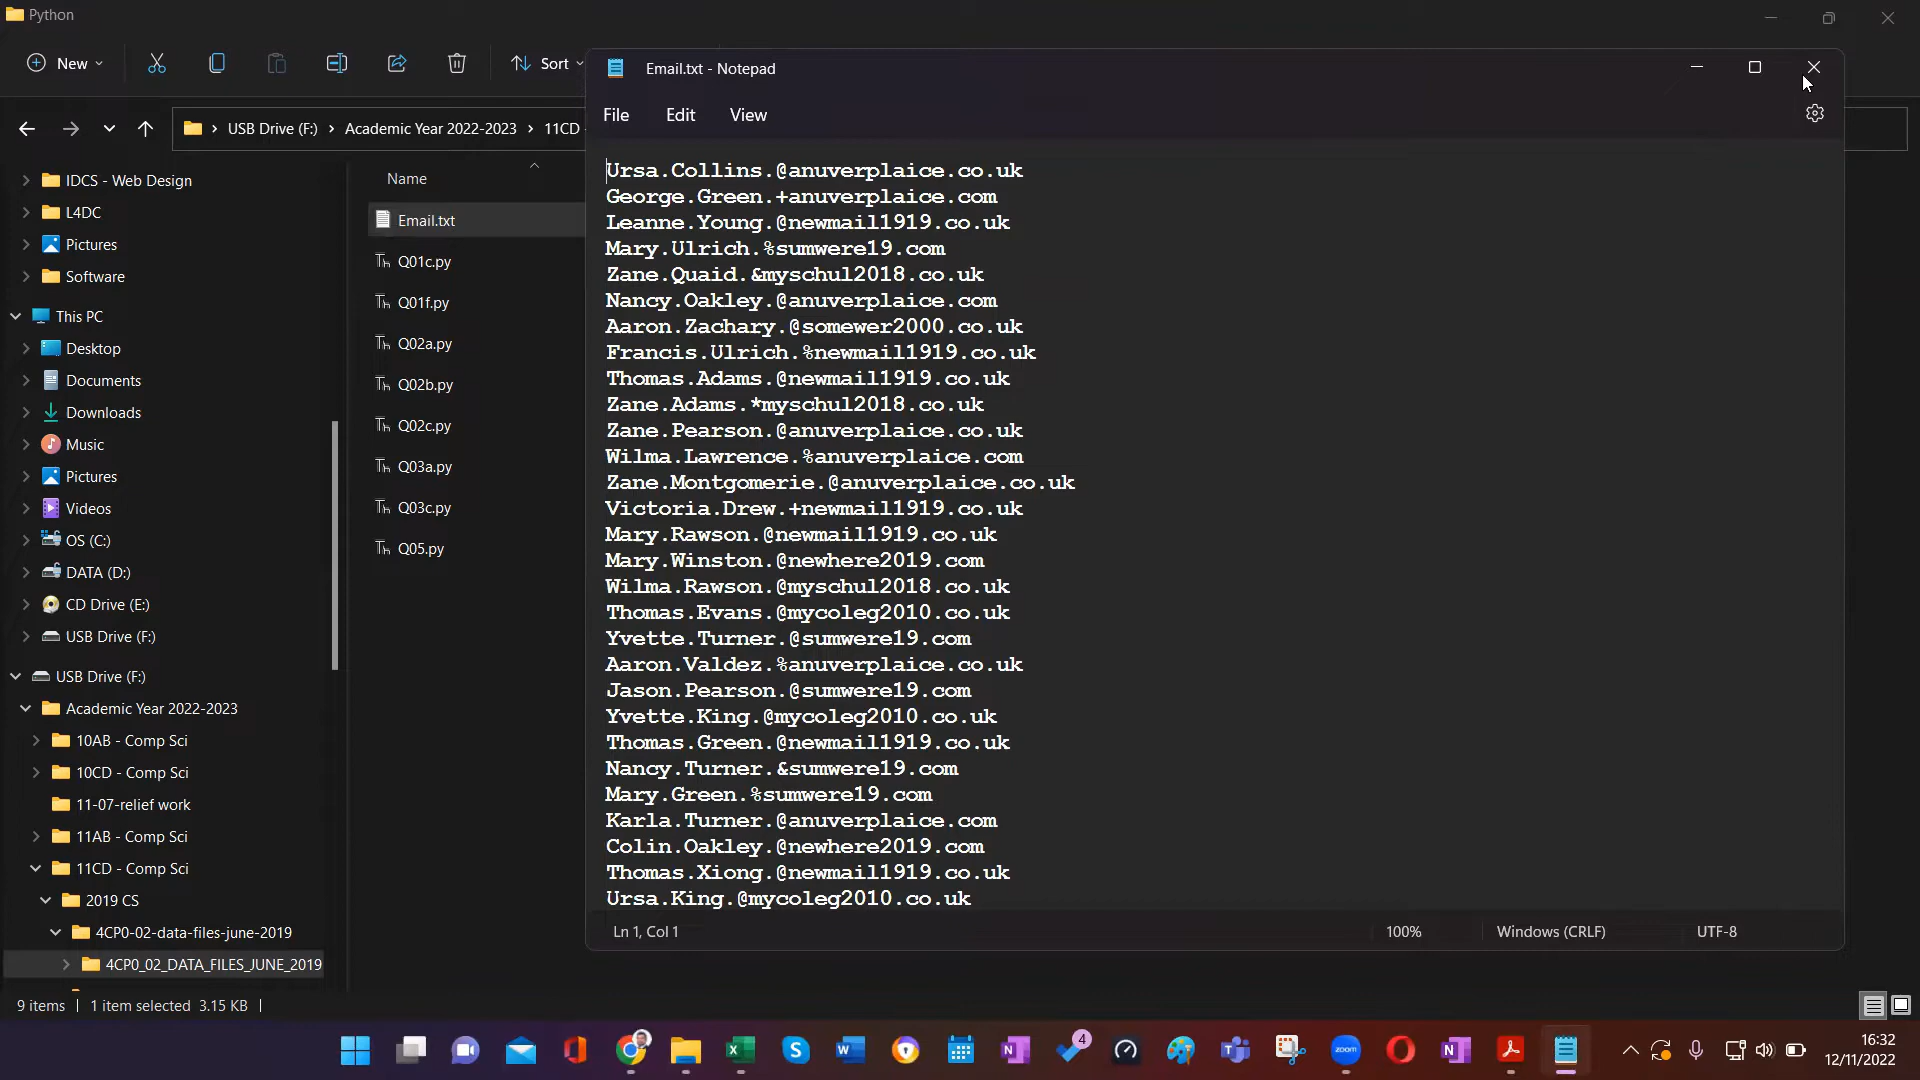 Python
New
Sort
USB Drive (F:) > Academic Year 2022-2023 > 11CD -
IDCS - Web Design
L4DC
Pictures
Software
This PC
Desktop
Documents
Downloads
Music
Pictures
Videos
OS (C:)
DATA (D:)
CD Drive (E:)
USB Drive (F:)
USB Drive (F:)
Academic Year 2022-2023
10AB - Comp Sci
10CD - Comp Sci
11-07-relief work
11AB - Comp Sci
11CD - Comp Sci
2019 CS
4CP0-02-data-files-june-2019
4CP0_02_DATA_FILES_JUNE_2019
Name
Email.txt
Q01c.py
Q01f.py
Q02a.py
Q02b.py
Q02c.py
Q03a.py
Q03c.py
Q05.py
Email.txt - Notepad
File Edit View
Ursa.Collins.@anuverplaice.co.uk
George.Green.+anuverplaice.com
Leanne.Young.@newmail1919.co.uk
Mary.Ulrich.%sumwere19.com
Zane.Quaid.&myschul2018.co.uk
Nancy.Oakley.@anuverplaice.com
Aaron.Zachary.@somewer2000.co.uk
Francis.Ulrich.%newmail1919.co.uk
Thomas.Adams.@newmail1919.co.uk
Zane.Adams.*myschul2018.co.uk
Zane.Pearson.@anuverplaice.co.uk
Wilma.Lawrence.%anuverplaice.com
Zane.Montgomerie.@anuverplaice.co.uk
Victoria.Drew.+newmail1919.co.uk
Mary.Rawson.@newmail1919.co.uk
Mary.Winston.@newhere2019.com
Wilma.Rawson.@myschul2018.co.uk
Thomas.Evans.@mycoleg2010.co.uk
Yvette.Turner.@sumwere19.com
Aaron.Valdez.%anuverplaice.co.uk
Jason.Pearson.@sumwere19.com
Yvette.King.@mycoleg2010.co.uk
Thomas.Green.@newmail1919.co.uk
Nancy.Turner.&sumwere19.com
Mary.Green.%sumwere19.com
Karla.Turner.@anuverplaice.com
Colin.Oakley.@newhere2019.com
Thomas.Xiong.@newmail1919.co.uk
Ursa.King.@mycoleg2010.co.uk
Ln 1, Col 1
100%
Windows (CRLF)
UTF-8
9 items
1 item selected 3.15 KB
zoom
4
16:32
12/11/2022